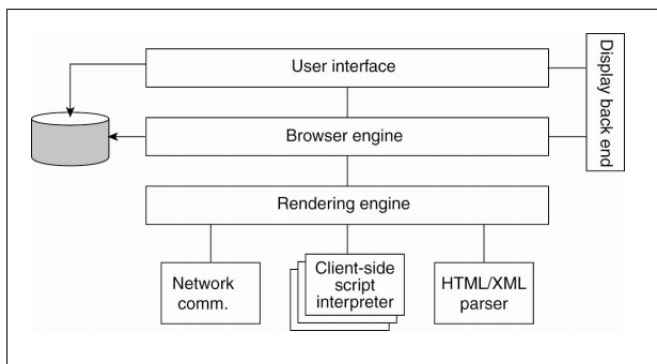 User interface
Display back end
Browser engine
Rendering engine
Network
comm.
Client-side
script
interpreter
HTML/XML
parser